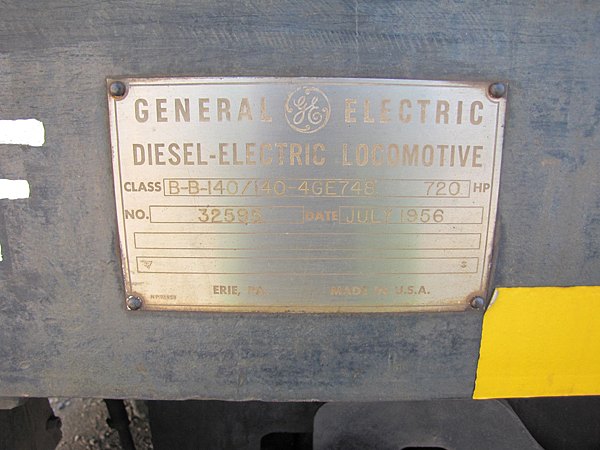 GENERAL GE ELECTRIC
DIESEL-ELECTRIC LOCOMOTIVE
CLASS B-B-140/140-4GE748 720 HP
NO. 32595 DATE JULY 1956
S
ERIE, PA. MADE IN U.S.A.